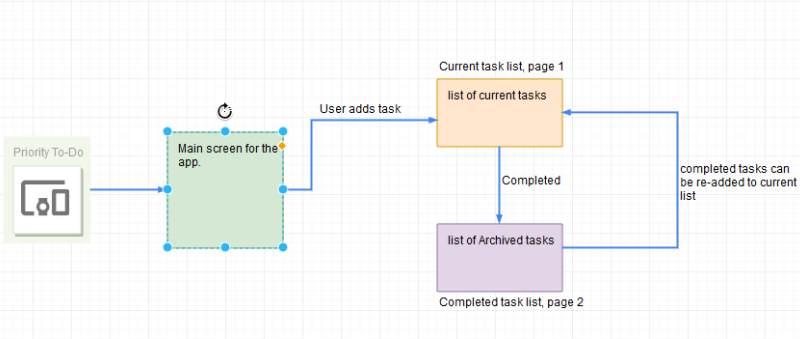 Current task list, page 1
list of current tasks
User adds task
Priority To-Do
Main screen for the
app.
Completed
completed tasks can
be re-added to current
list
list of Archived tasks
Completed task list, page 2